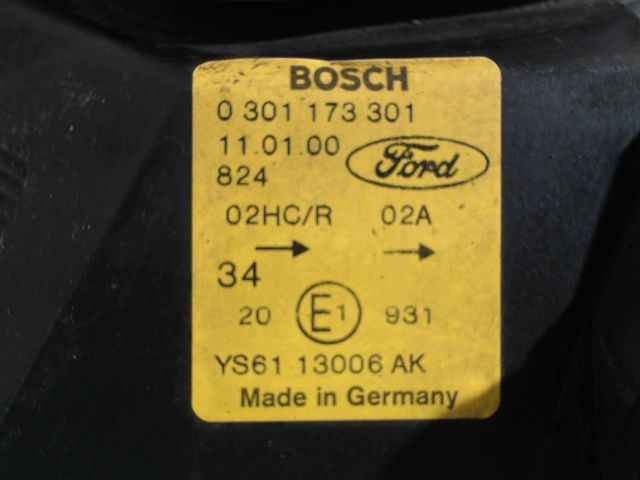 BOSCH
0 301 173 301
11.01.00
Ford
824
02HC/R 02A
34
20 E1 931
YS61 13006 AK
Made in Germany